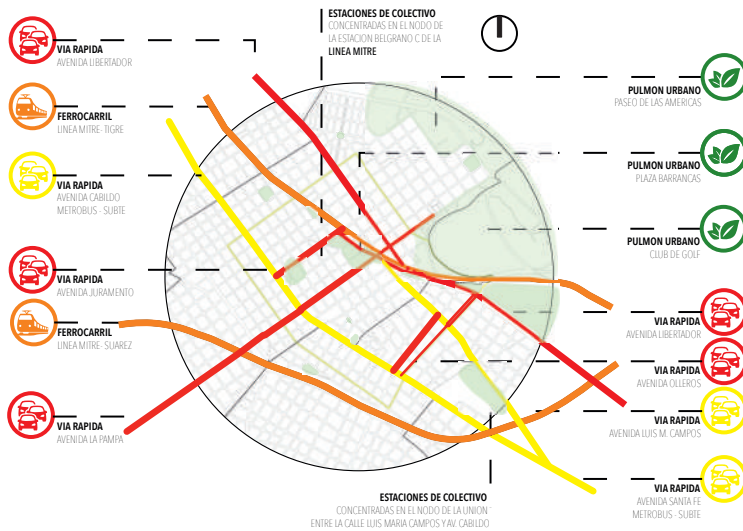 ESTACIONES DE COLECTIVO
CONCENTRADAS EN EL NODO DE
LA ESTACION BELGRANO C DE LA
LINEA MITRE
VIA RAPIDA
AVENIDA LIBERTADOR
FERROCARRIL
LINEA MITRE- TIGRE
VIA RAPIDA
AVENIDA CABILDO
METROBUS - SUBTE
VIA RAPIDA
AVENIDA JURAMENTO
FERROCARRIL
LINEA MITRE- SUAREZ
VIA RAPIDA
AVENIDA LA PAMPA
PULMON URBANO
PASEO DE LAS AMERICAS
PULMON URBANO
PLAZA BARRANCAS
PULMON URBANO
CLUB DE GOLF
VIA RAPIDA
AVENIDA LIBERTADOR
VIA RAPIDA
AVENIDA OLLEROS
VIA RAPIDA
AVENIDA LUIS M. CAMPOS
VIA RAPIDA
AVENIDA SANTA FE
METROBUS - SUBTE
ESTACIONES DE COLECTIVO
CONCENTRADAS EN EL NODO DE LA UNION
ENTRE LA CALLE LUIS MARIA CAMPOS Y AV. CABILDO